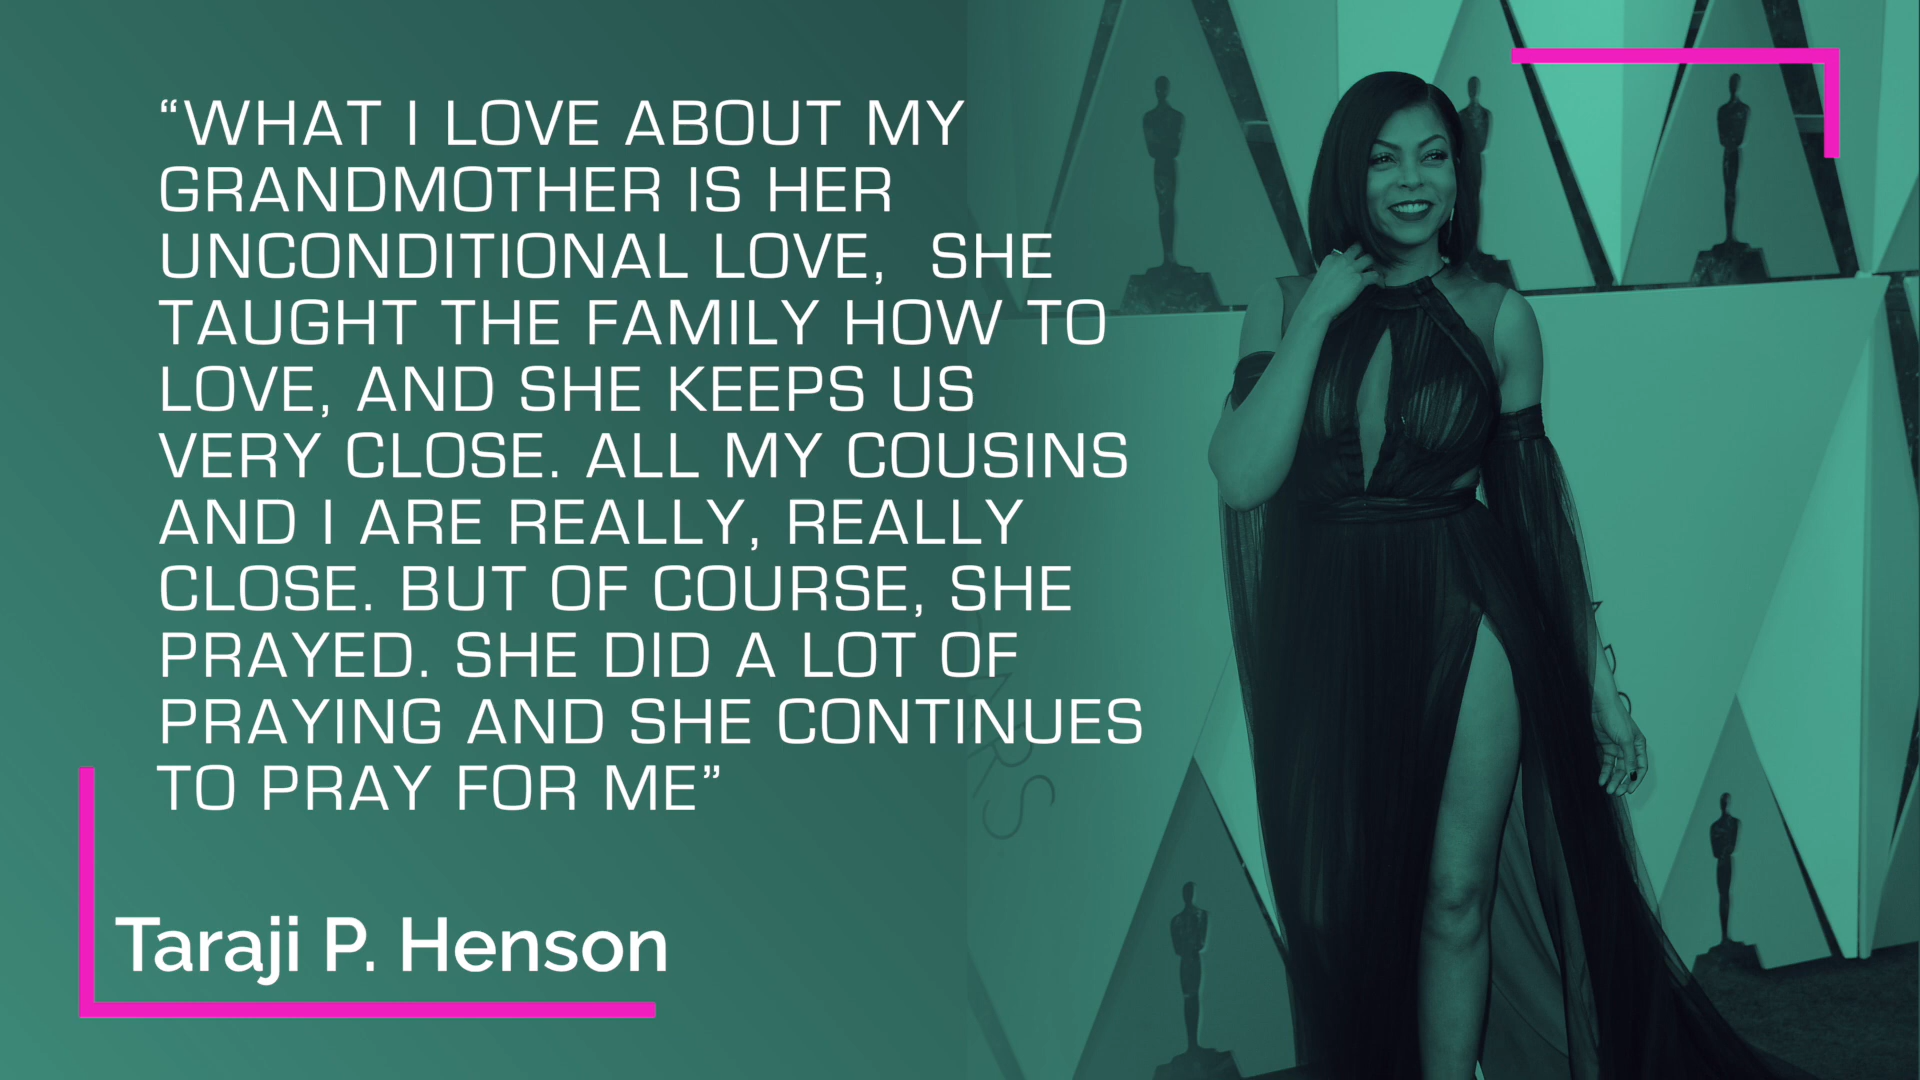 “WHAT I LOVE ABOUT MY
GRANDMOTHER IS HER
UNCONDITIONAL LOVE,  SHE
TAUGHT THE FAMILY HOW TO
LOVE, AND SHE KEEPS US
VERY CLOSE. ALL MY COUSINS
AND I ARE REALLY, REALLY
CLOSE. BUT OF COURSE, SHE
PRAYED. SHE DID A LOT OF
PRAYING AND SHE CONTINUES
TO PRAY FOR ME”
Taraji P. Henson